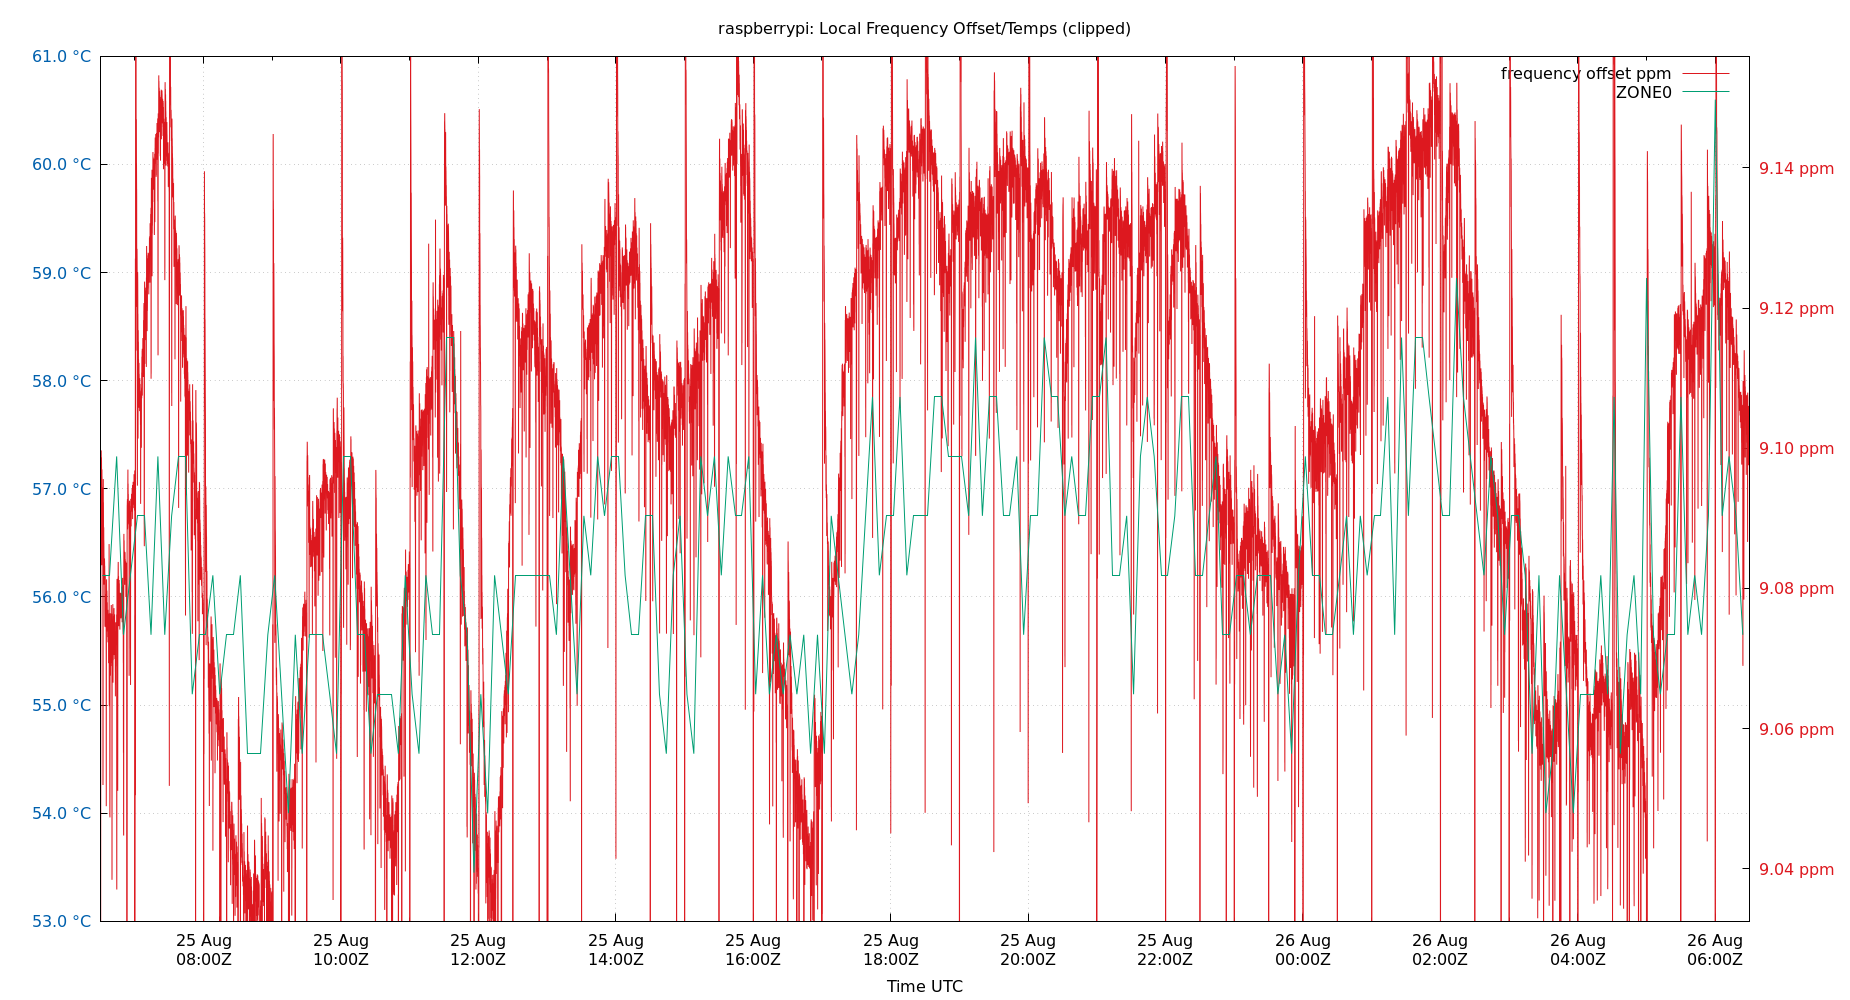 raspberrypi: Local Frequency Offset/Temps (clipped)
61.0 °C
60.0 °C
59.0 °C
58.0 °C
57.0 °C
56.0 °C
55.0 °C
54.0 °C
53.0 °C
frequency offset ppm
ZONE0
9.14 ppm
9.12 ppm
9.10 ppm
9.08 ppm
9.06 ppm
9.04 ppm
25 Aug 25 Aug 25 Aug 25 Aug 25 Aug 25 Aug 25 Aug 25 Aug 26 Aug 26 Aug 26 Aug 26 Aug
08:00Z 10:00Z 12:00Z 14:00Z 16:00Z 18:00Z 20:00Z 22:00Z 00:00Z 02:00Z 04:00Z 06:00Z
Time UTC